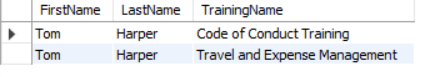 FirstName LastName TrainingName
Tom Harper Code of Conduct Training
Tom Harper Travel and Expense Management